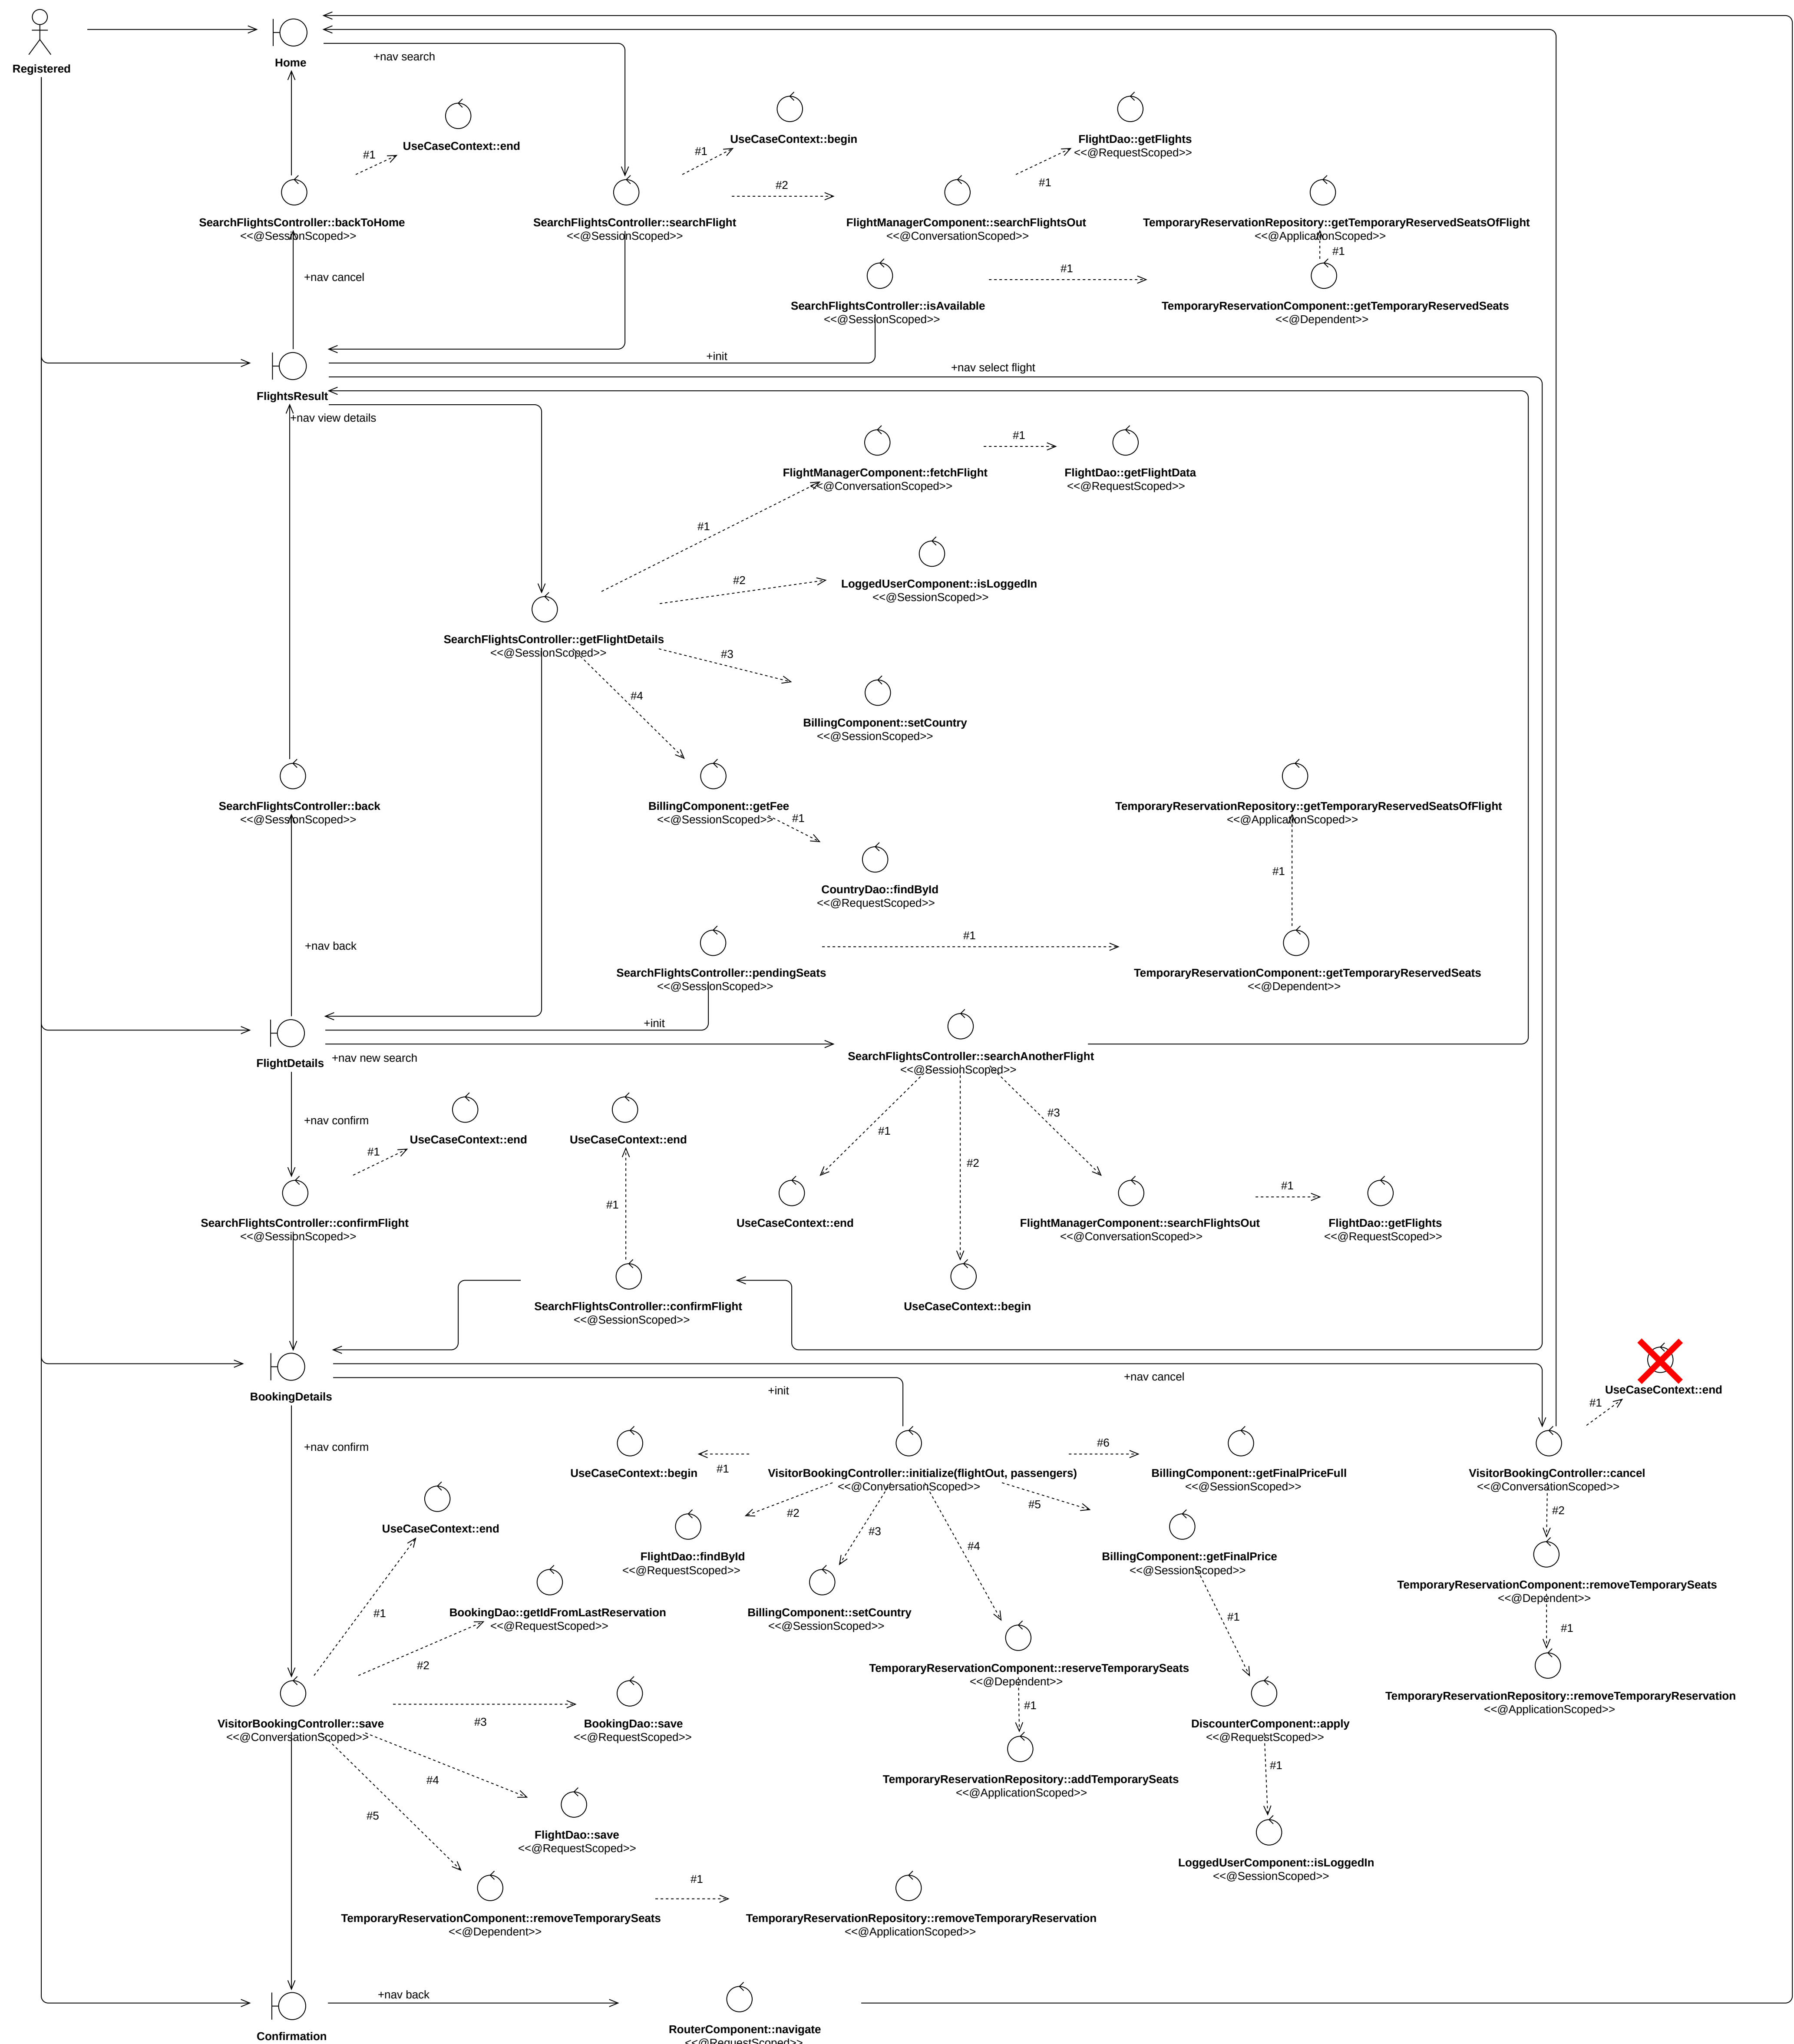 Registered
Home
+nav search
UseCaseContext::end
#1
UseCaseContext::begin
#1
FlightDao::getFlights
<<@RequestScoped>>
#1
#2
SearchFlightsController::backToHome
<<@SessionScoped>>
SearchFlightsController::searchFlight
<<@SessionScoped>>
FlightManagerComponent::searchFlightsOut
<<@ConversationScoped>>
TemporaryReservationRepository::getTemporaryReservedSeatsOfFlight
<<@ApplicationScoped>>
#1
+nav cancel
#1
SearchFlightsController::isAvailable
<<@SessionScoped>>
TemporaryReservationComponent::getTemporaryReservedSeats
<<@Dependent>>
+init
+nav select flight
FlightsResult
+nav view details
#1
FlightManagerComponent::fetchFlight
<<@ConversationScoped>>
FlightDao::getFlightData
<<@RequestScoped>>
#1
#2
LoggedUserComponent::isLoggedIn
<<@SessionScoped>>
SearchFlightsController::getFlightDetails
<<@SessionScoped>>
#3
#4
BillingComponent::setCountry
<<@SessionScoped>>
SearchFlightsController::back
<<@SessionScoped>>
BillingComponent::getFee
<<@SessionScoped>>
#1
TemporaryReservationRepository::getTemporaryReservedSeatsOfFlight
<<@ApplicationScoped>>
#1
CountryDao::findById
<<@RequestScoped>>
+nav back
#1
SearchFlightsController::pendingSeats
<<@SessionScoped>>
TemporaryReservationComponent::getTemporaryReservedSeats
<<@Dependent>>
+init
FlightDetails
+nav new search
SearchFlightsController::searchAnotherFlight
<<@SessionScoped>>
+nav confirm
UseCaseContext::end
#1
UseCaseContext::end
#1
#2
#3
#1
#1
SearchFlightsController::confirmFlight
<<@SessionScoped>>
UseCaseContext::end
FlightManagerComponent::searchFlightsOut
<<@ConversationScoped>>
FlightDao::getFlights
<<@RequestScoped>>
SearchFlightsController::confirmFlight
<<@SessionScoped>>
UseCaseContext::begin
BookingDetails
+init
+nav cancel
UseCaseContext::end
#1
+nav confirm
UseCaseContext::begin
#1
VisitorBookingController::initialize(flightOut, passengers)
<<@ConversationScoped>>
#6
BillingComponent::getFinalPriceFull
<<@SessionScoped>>
VisitorBookingController::cancel
<<@ConversationScoped>>
#2
UseCaseContext::end
#2
#3
#4
#5
FlightDao::findById
<<@RequestScoped>>
BillingComponent::getFinalPrice
<<@SessionScoped>>
TemporaryReservationComponent::removeTemporarySeats
<<@Dependent>>
#1
#1
BookingDao::getIdFromLastReservation
<<@RequestScoped>>
BillingComponent::setCountry
<<@SessionScoped>>
#1
#2
TemporaryReservationComponent::reserveTemporarySeats
<<@Dependent>>
#1
TemporaryReservationRepository::removeTemporaryReservation
<<@ApplicationScoped>>
VisitorBookingController::save
<<@ConversationScoped>>
#3
BookingDao::save
<<@RequestScoped>>
DiscounterComponent::apply
<<@RequestScoped>>
#1
#4
#5
TemporaryReservationRepository::addTemporarySeats
<<@ApplicationScoped>>
FlightDao::save
<<@RequestScoped>>
LoggedUserComponent::isLoggedIn
<<@SessionScoped>>
#1
TemporaryReservationComponent::removeTemporarySeats
<<@Dependent>>
TemporaryReservationRepository::removeTemporaryReservation
<<@ApplicationScoped>>
+nav back
Confirmation
RouterComponent::navigate
<<@RequestScoped>>